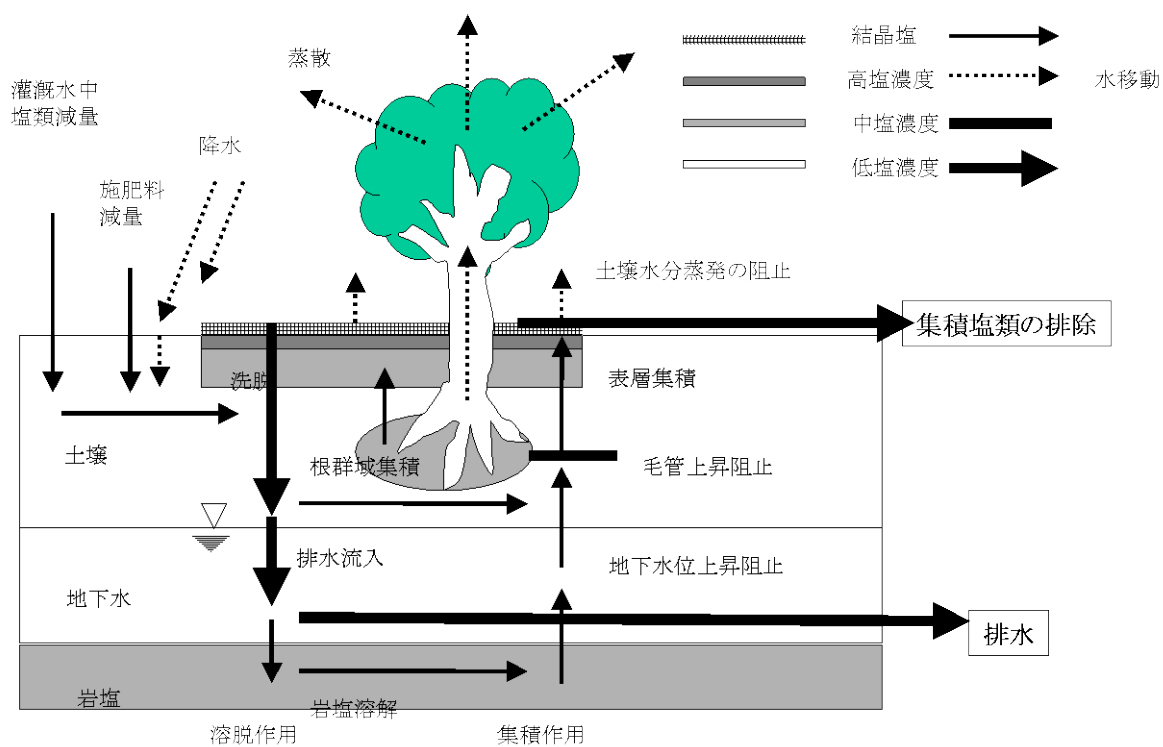 結晶塩
高塩濃度
水移動
中塩濃度
低塩濃度
蒸散
灌漑水中
塩類減量
降水
施肥料
減量
土壌水分蒸発の阻止
集積塩類の排除
洗脱
表層集積
土壌
根群域集積
毛管上昇阻止
排水流入
地下水位上昇阻止
地下水
排水
岩塩
岩塩溶解
溶脱作用
集積作用